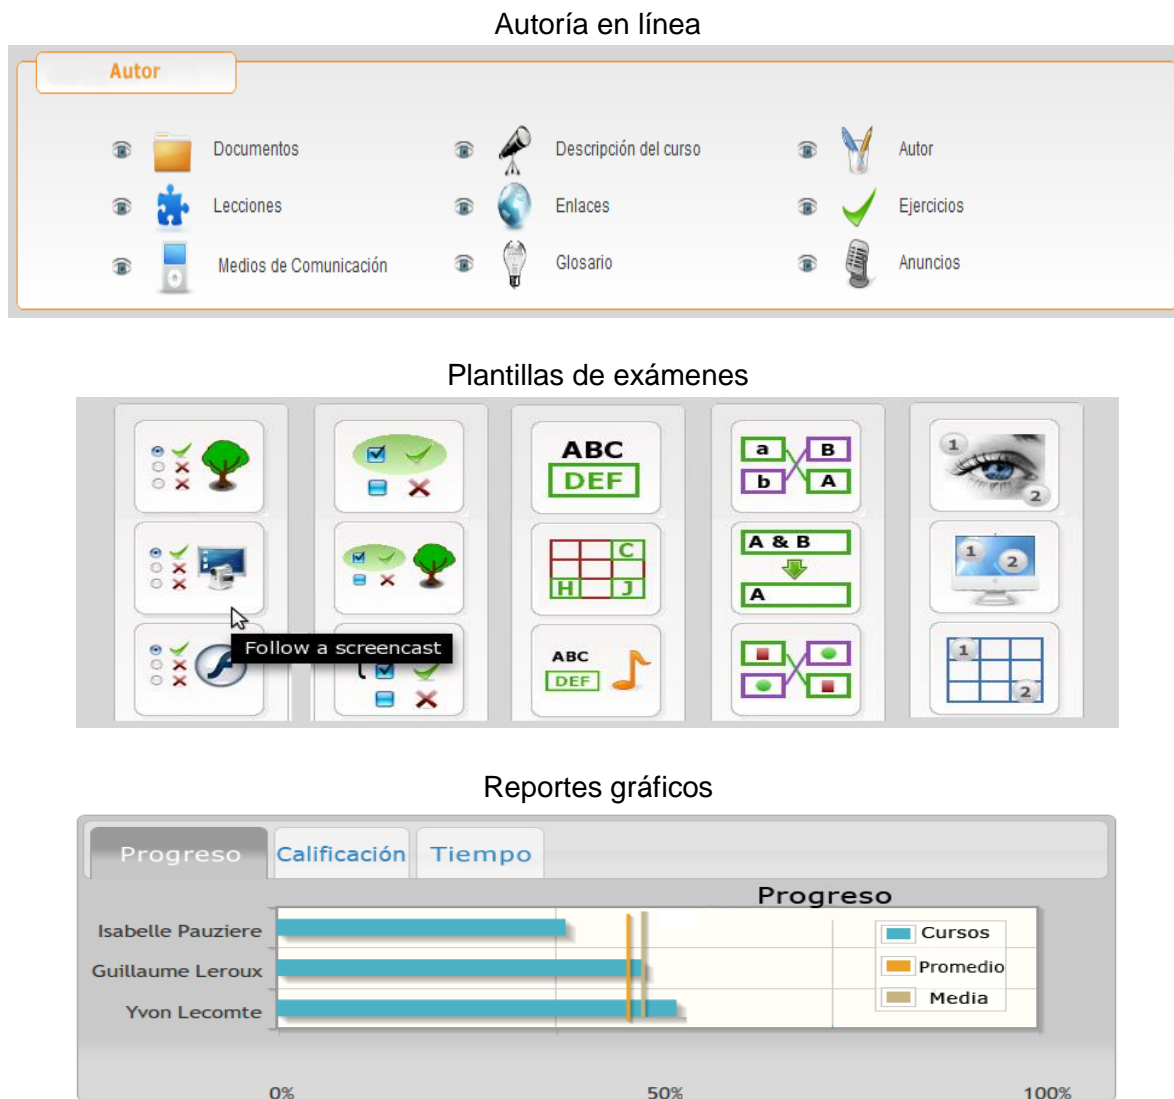 Autoría en línea
Autor
Documentos Descripción del curso Autor
Lecciones Enlaces Ejercicios
Medios de Comunicación Glosario Anuncios
Plantillas de exámenes
ABC
DEF
a B
b A
1
2
C
H J
A & B
A
1
2
Follow a screencast
ABC
DEF
1
2
Reportes gráficos
Progreso Calificación Tiempo
Progreso
Isabelle Pauziere
Guillaume Leroux
Yvon Lecomte
Cursos
Promedio
Media
0% 50% 100%